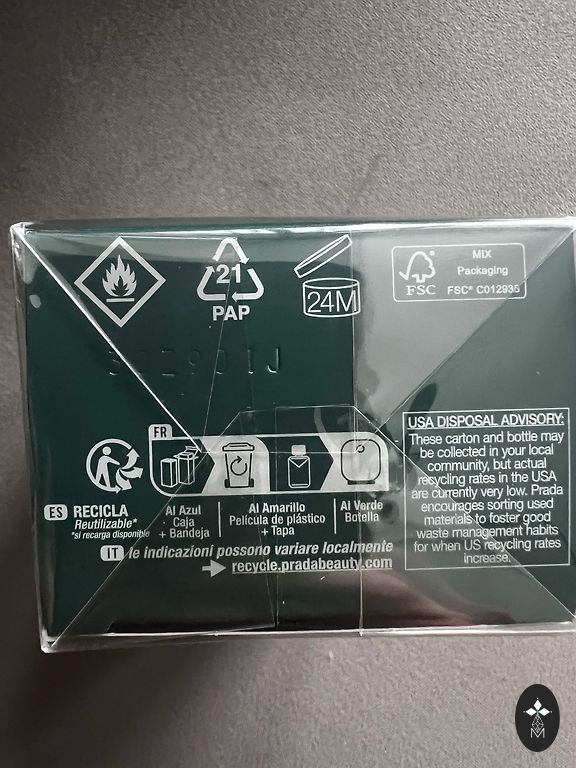 21
PAP
24M
MIX
Packaging
FSC
FSC® C012935
USA DISPOSAL ADVISORY:
These carton and bottle may
be collected in your local
community, but actual
recycling rates in the USA
are currently very low. Prada
encourages sorting used
materials to foster good
waste management habits
for when US recycling rates
increase.
FR
ES RECICLA
Reutilizable*
*si recarga disponible
Al Azul
Caja
+ Bandeja
Al Amarillo
Película de plástico
+ Tapa
Al Verde
Botella
IT le indicazioni possono variare localmente
recycle.pradabeauty.com
M